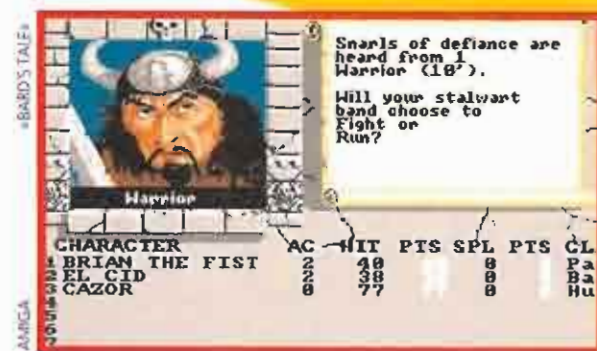 «BARD'S TALE»
AMIGA
Snarls of defiance are
heard from 1
Warrior (10').
Will your stalwart
band choose to
Fight or
Run?
Warrior
CHARACTER AC HIT PTS SPL PTS CL
1 BRIAN THE FIST 2 40 0 Pa
2 EL CID 2 38 0 Ba
3 CAZOR 77 0 Hu
4
5
6
7